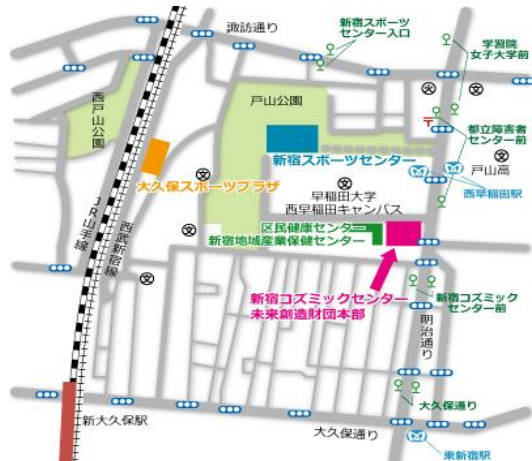 諏訪通り
新宿スポーツ
センター入口
学習院
女子大学前
西戸山公園
戸山公園
都立障害者
センター前
新宿スポーツセンター
戸山高
大久保スポーツプラザ
西早稲田駅
早稲田大学
西早稲田キャンパス
JR山手線
西武新宿線
区民健康センター
新宿地域産業保健センター
新宿コズミックセンター
未来創造財団本部
新宿コズミック
センター前
明治通り
新大久保駅
大久保通り
大久保通り
東新宿駅
文
文
文
文
文
文
火
〒